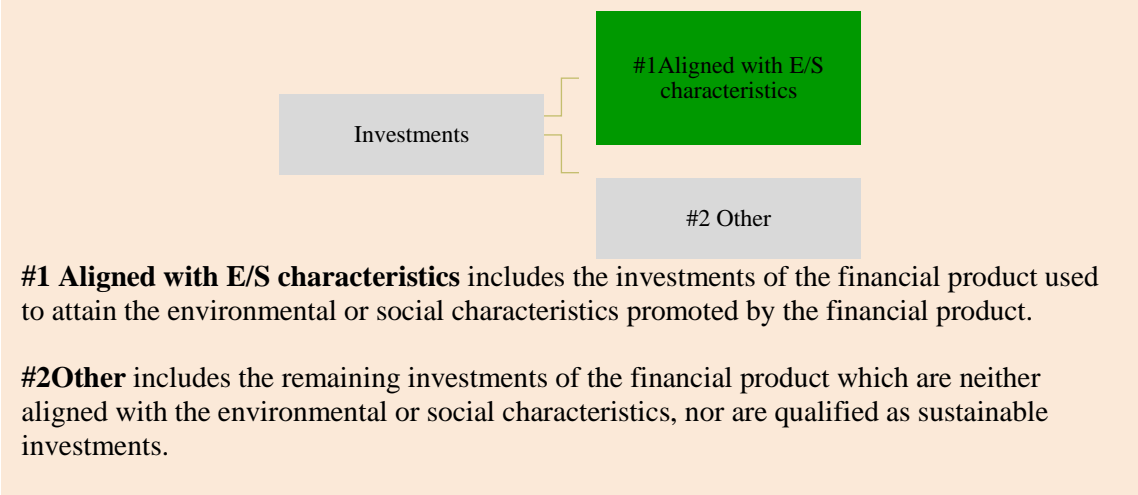 #1Aligned with E/S
characteristics
Investments
#2 Other
#1 Aligned with E/S characteristics includes the investments of the financial product used
to attain the environmental or social characteristics promoted by the financial product.
#2Other includes the remaining investments of the financial product which are neither
aligned with the environmental or social characteristics, nor are qualified as sustainable
investments.